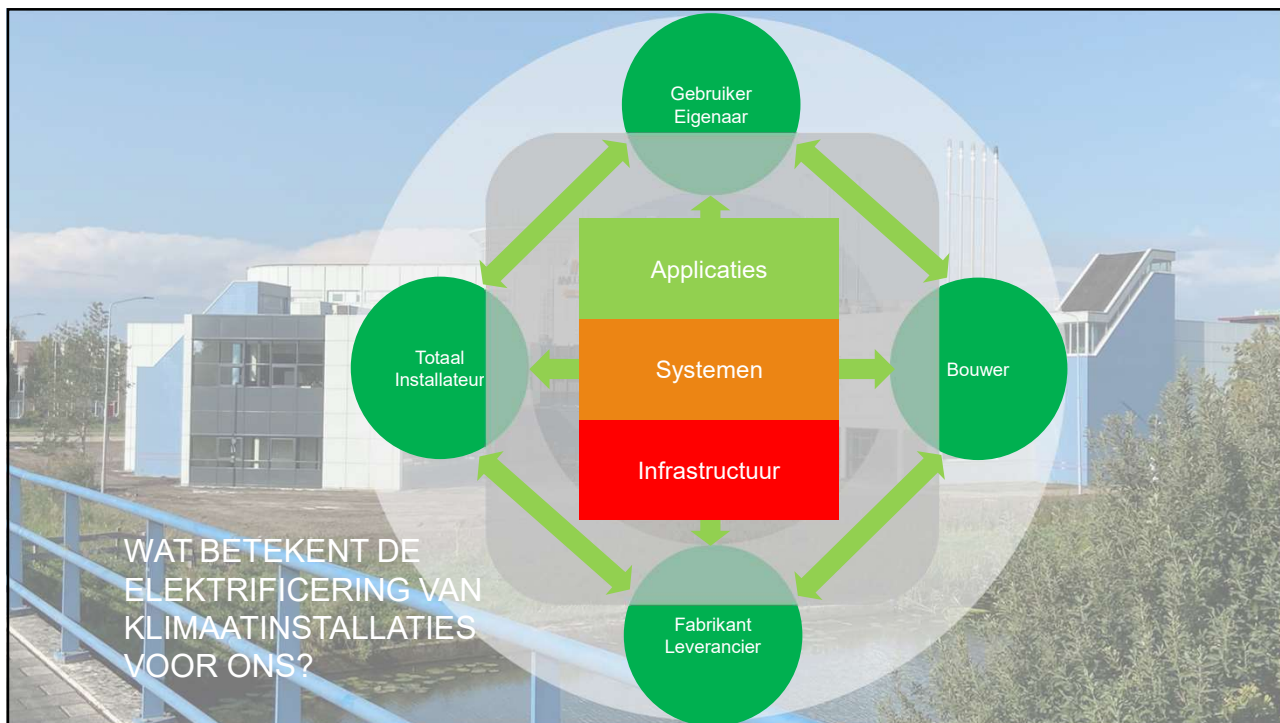 Gebruiker
Eigenaar
Applicaties
Systemen
Infrastructuur
Totaal
Installateur
Bouwer
Fabrikant
Leverancier
WAT BETEKENT DE
ELEKTRIFICERING VAN
KLIMAATINSTALLATIES
VOOR ONS?